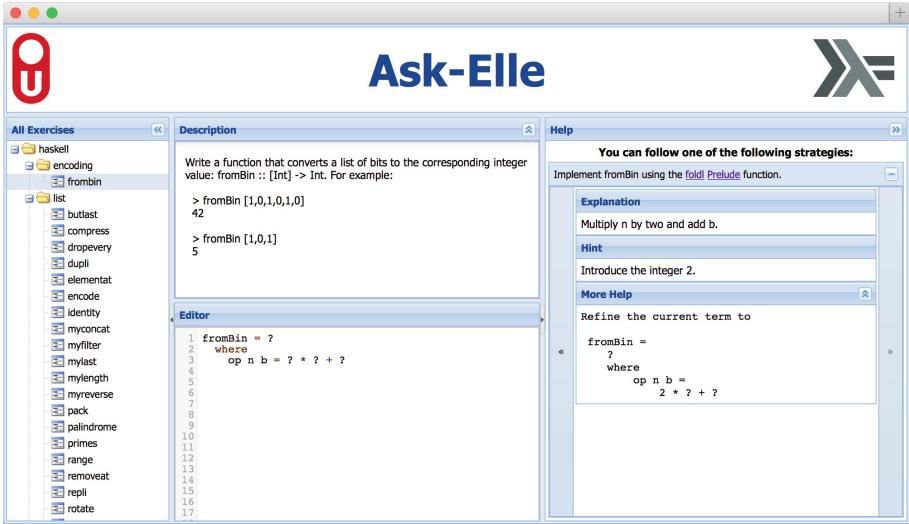 Ask-Elle
All Exercises
haskell
encoding
frombin
list
butlast
compress
dropevery
dupli
elementat
encode
identity
myconcat
myfilter
mylast
mylength
myreverse
pack
palindrome
primes
range
removeat
repli
rotate
Description
Write a function that converts a list of bits to the corresponding integer
value: fromBin :: [Int] -> Int. For example:
> fromBin [1,0,1,0,1,0]
42
> fromBin [1,0,1]
5
Editor
1 fromBin = ?
2 where
3 op n b = ? * ? + ?
4
5
6
7
8
9
10
11
12
13
14
15
16
17
Help
You can follow one of the following strategies:
Implement fromBin using the foldl Prelude function.
Explanation
Multiply n by two and add b.
Hint
Introduce the integer 2.
More Help
Refine the current term to
fromBin =
?
where
op n b =
2 * ? + ?